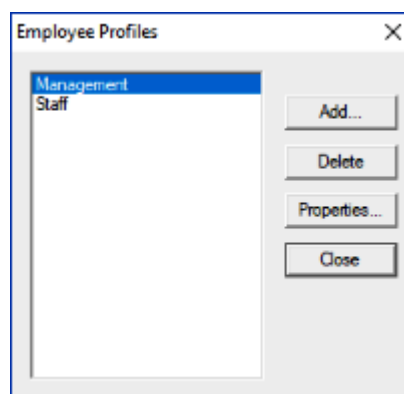 Employee Profiles
Management
Staff
Add...
Delete
Properties...
Close